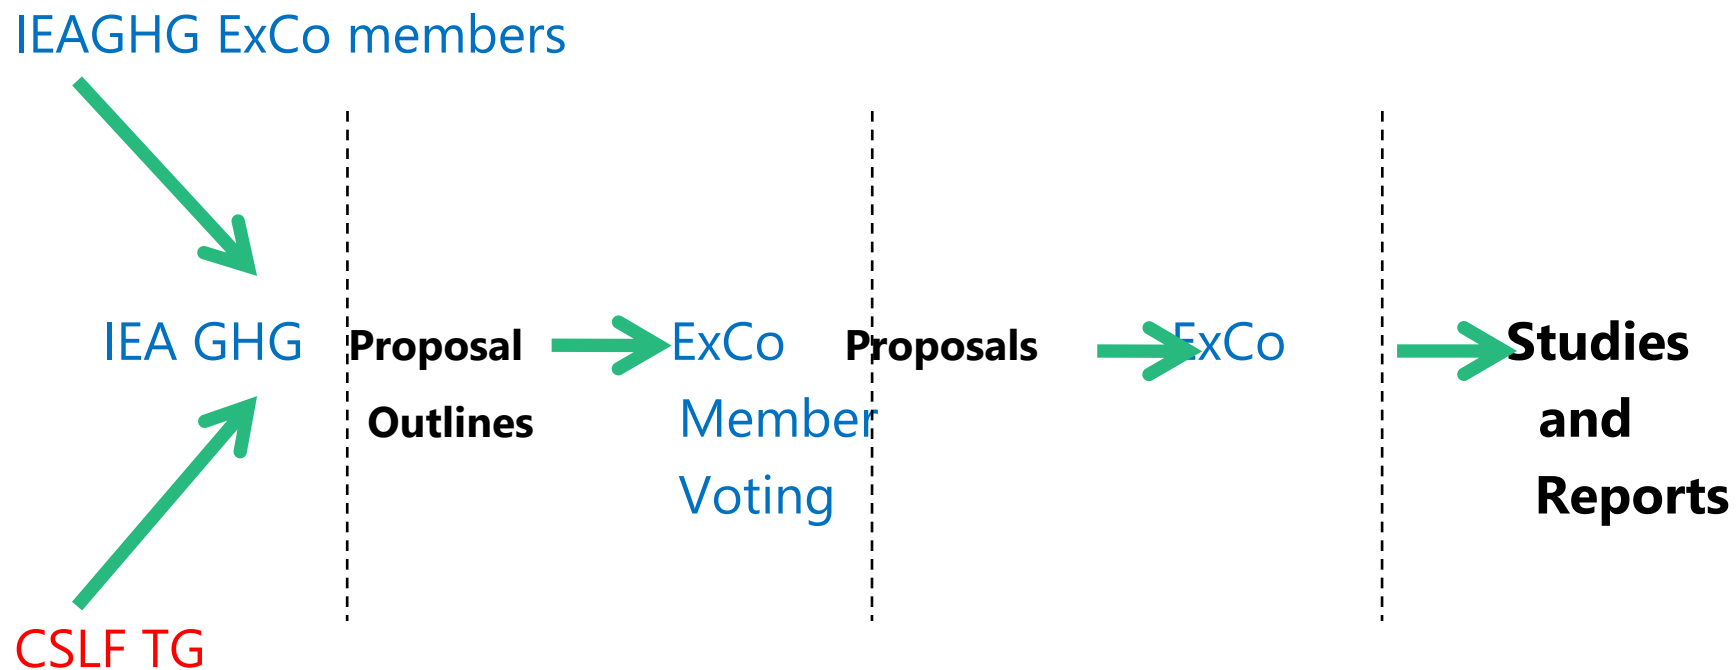 IEAGHG ExCo members
IEA GHG
Proposal
Outlines
ExCo
Member
Voting
Proposals
ExCo
Studies
and
Reports
CSLF TG